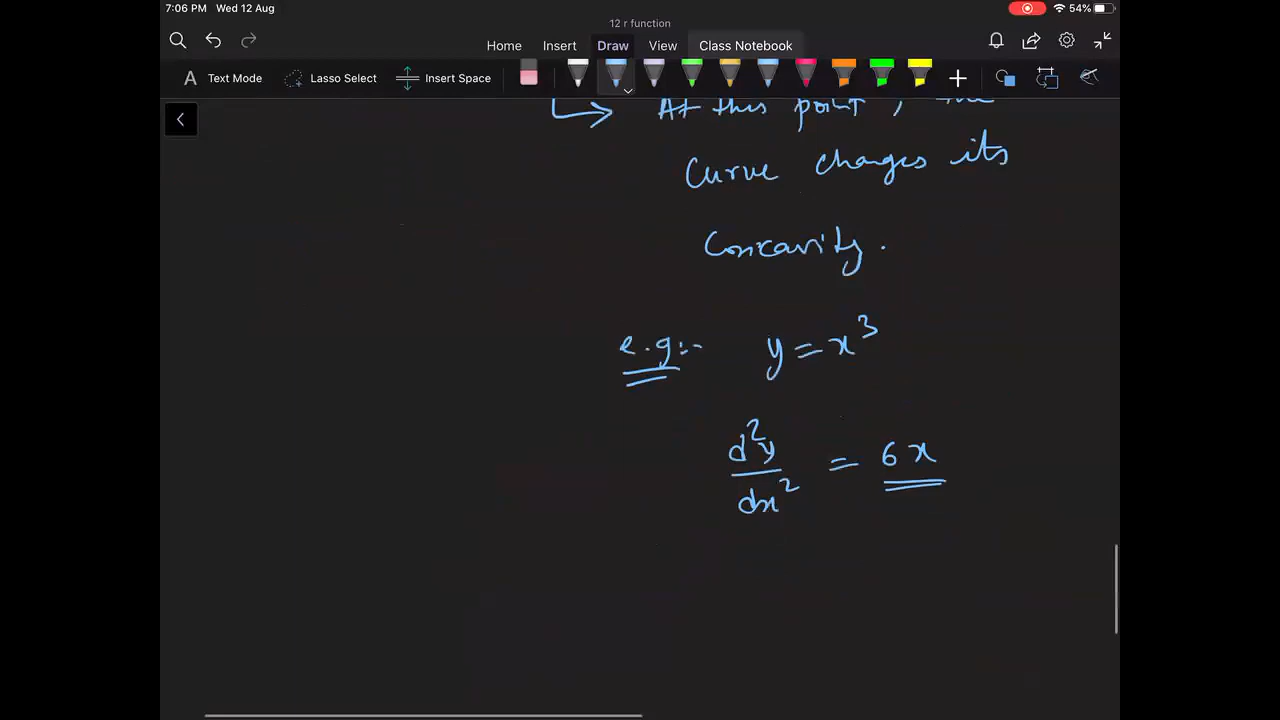 7:06 PM Wed 12 Aug 54%
12 r function
Home Insert Draw View Class Notebook
A Text Mode Lasso Select Insert Space
At this point, the
Curve changes its
Concavity.
e.g:- y = x³
d²y/dx² = 6x